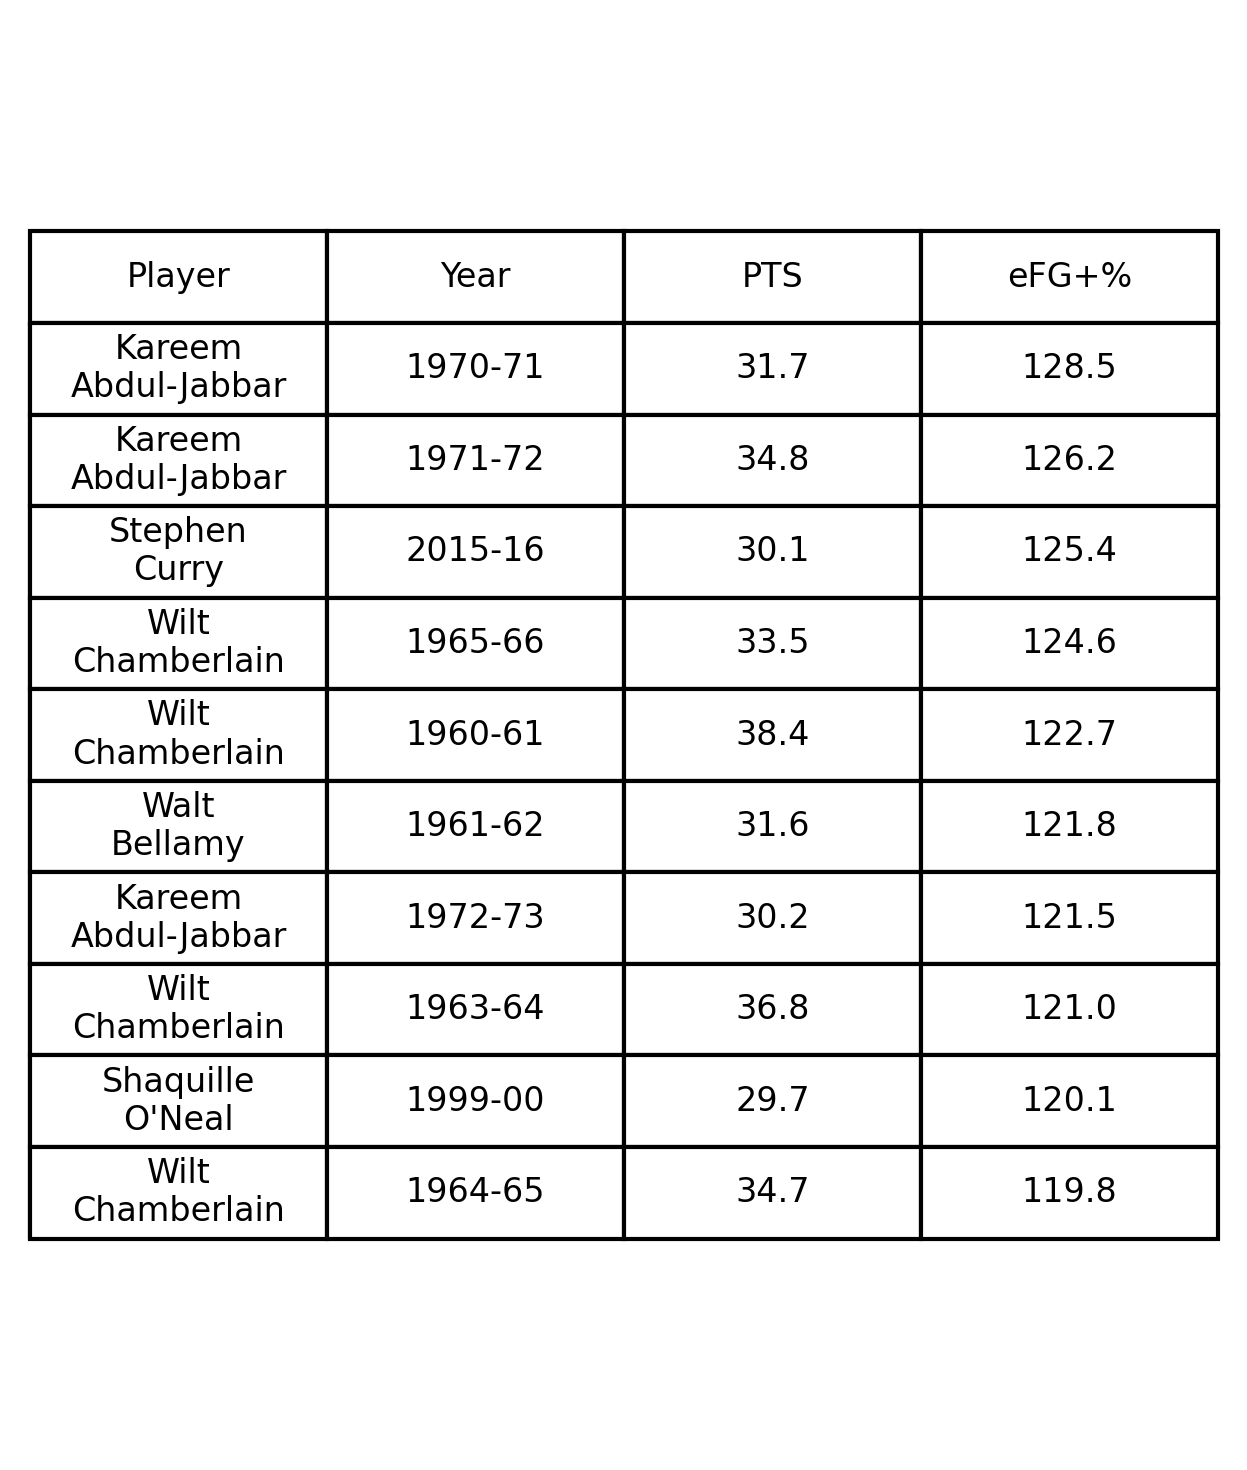 Player Year PTS eFG+%
Kareem
Abdul-Jabbar 1970-71 31.7 128.5
Kareem
Abdul-Jabbar 1971-72 34.8 126.2
Stephen
Curry 2015-16 30.1 125.4
Wilt
Chamberlain 1965-66 33.5 124.6
Wilt
Chamberlain 1960-61 38.4 122.7
Walt
Bellamy 1961-62 31.6 121.8
Kareem
Abdul-Jabbar 1972-73 30.2 121.5
Wilt
Chamberlain 1963-64 36.8 121.0
Shaquille
O'Neal 1999-00 29.7 120.1
Wilt
Chamberlain 1964-65 34.7 119.8